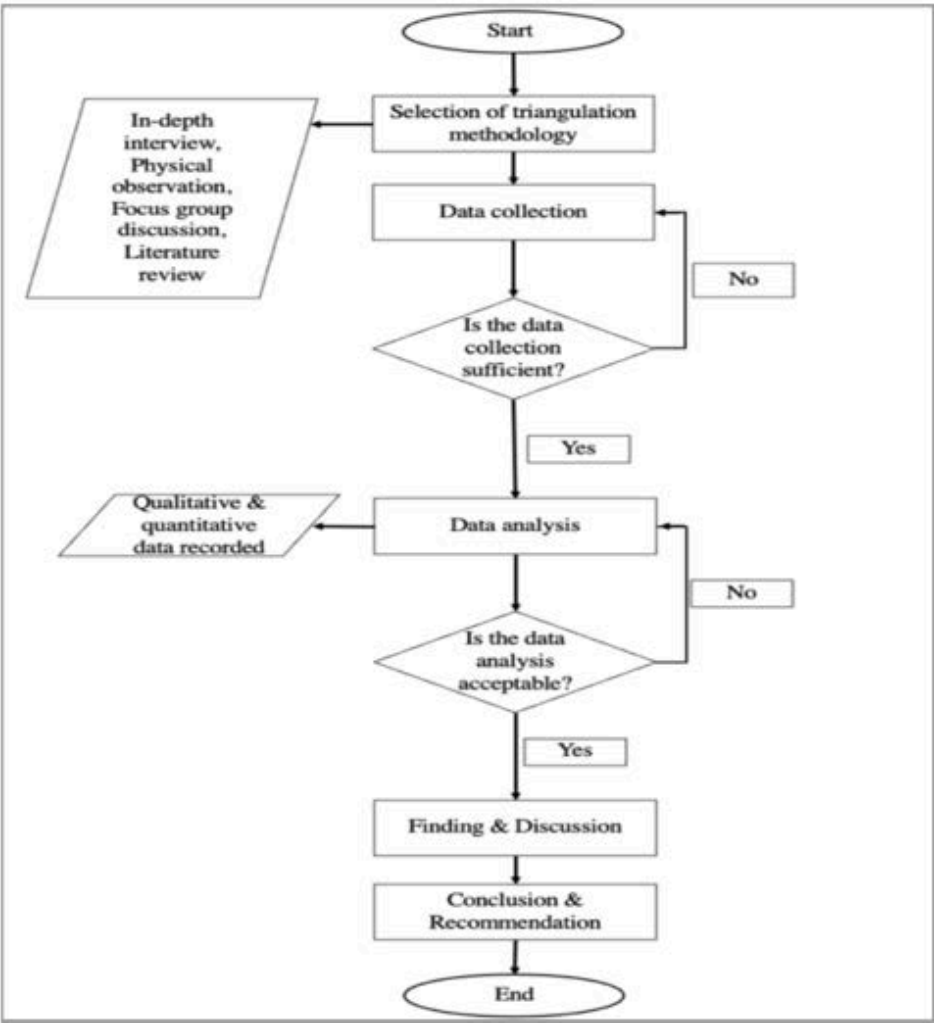 Start
Selection of triangulation
methodology
In-depth
interview,
Physical
observation,
Focus group
discussion,
Literature
review
Data collection
No
Is the data
collection
sufficient?
Yes
Data analysis
Qualitative &
quantitative
data recorded
No
Is the data
analysis
acceptable?
Yes
Finding & Discussion
Conclusion &
Recommendation
End